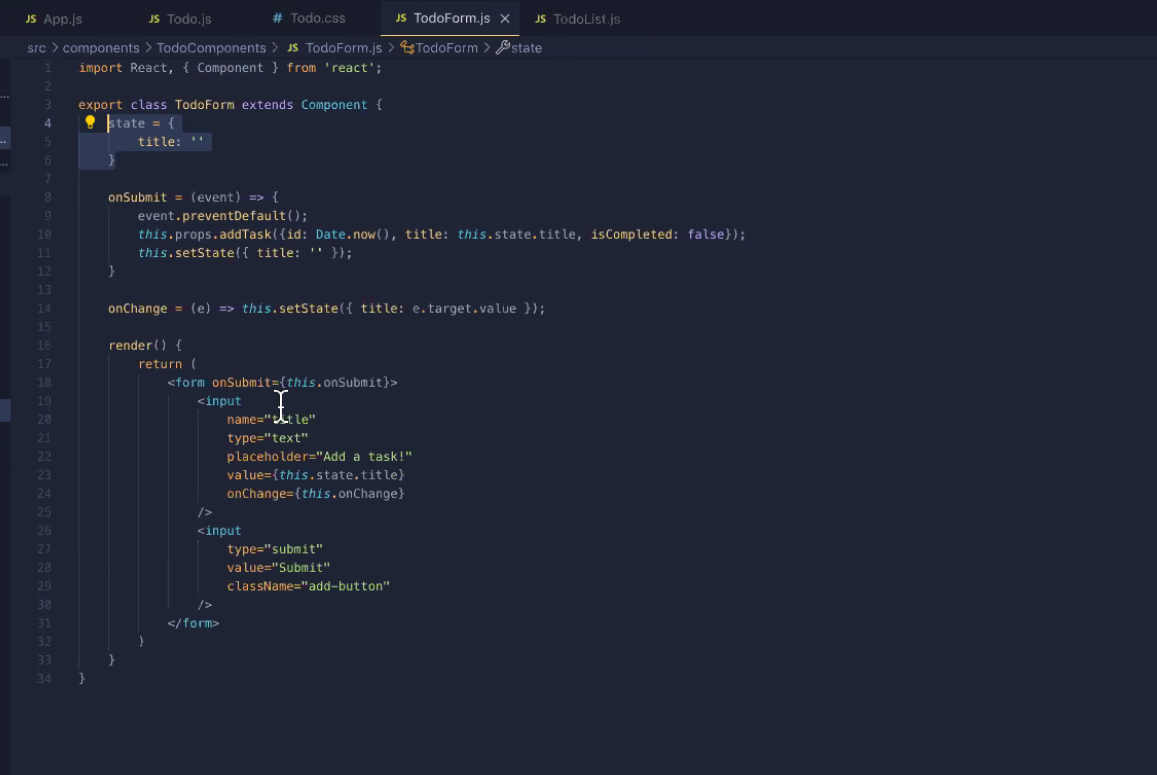 JS App.js JS Todo.js # Todo.css JS TodoForm.js × JS TodoList.js
src > components > TodoComponents > JS TodoForm.js > TodoForm > state
1 import React, { Component } from 'react';
2
3 export class TodoForm extends Component {
4 state = {
5 title: ''
6 }
7
8 onSubmit = (event) => {
9 event.preventDefault();
10 this.props.addTask({id: Date.now(), title: this.state.title, isCompleted: false});
11 this.setState({ title: '' });
12 }
13
14 onChange = (e) => this.setState({ title: e.target.value });
15
16 render() {
17 return (
18 <form onSubmit={this.onSubmit}>
19 <input
20 name="title"
21 type="text"
22 placeholder="Add a task!"
23 value={this.state.title}
24 onChange={this.onChange}
25 />
26 <input
27 type="submit"
28 value="Submit"
29 className="add-button"
30 />
31 </form>
32 )
33 }
34 }